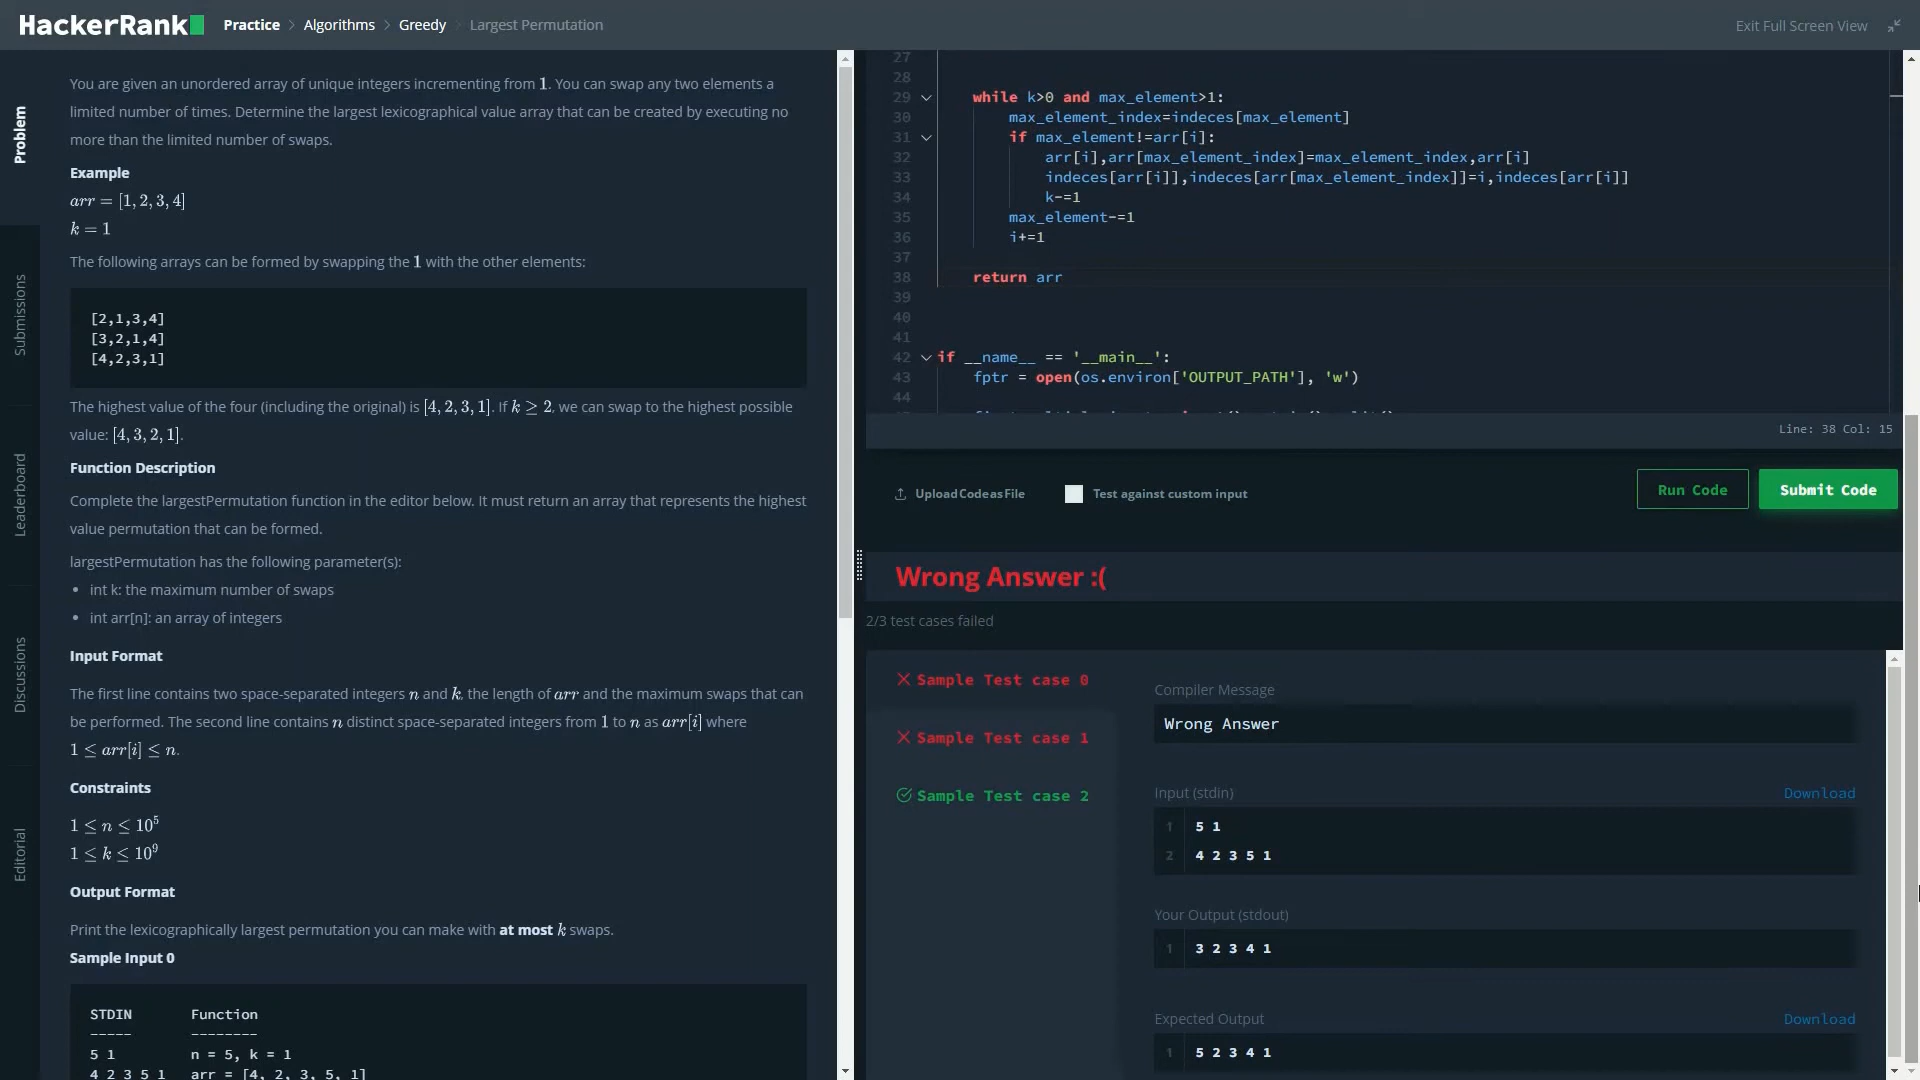 HackerRank
Practice > Algorithms > Greedy > Largest Permutation
Exit Full Screen View
Problem
Submissions
Leaderboard
Discussions
Editorial
You are given an unordered array of unique integers incrementing from 1. You can swap any two elements a
limited number of times. Determine the largest lexicographical value array that can be created by executing no
more than the limited number of swaps.
Example
arr = [1, 2, 3, 4]
k = 1
The following arrays can be formed by swapping the 1 with the other elements:
[2,1,3,4]
[3,2,1,4]
[4,2,3,1]
The highest value of the four (including the original) is [4, 2, 3, 1]. If k ≥ 2, we can swap to the highest possible
value: [4, 3, 2, 1].
Function Description
Complete the largestPermutation function in the editor below. It must return an array that represents the highest
value permutation that can be formed.
largestPermutation has the following parameter(s):
• int k: the maximum number of swaps
• int arr[n]: an array of integers
Input Format
The first line contains two space-separated integers n and k, the length of arr and the maximum swaps that can
be performed. The second line contains n distinct space-separated integers from 1 to n as arr[i] where
1 ≤ arr[i] ≤ n.
Constraints
1 ≤ n ≤ 10⁵
1 ≤ k ≤ 10⁹
Output Format
Print the lexicographically largest permutation you can make with at most k swaps.
Sample Input 0
STDIN Function
----- --------
5 1 n = 5, k = 1
4 2 3 5 1 arr = [4, 2, 3, 5, 1]
27
28
29 while k>0 and max_element>1:
30 max_element_index=indeces[max_element]
31 if max_element!=arr[i]:
32 arr[i],arr[max_element_index]=max_element_index,arr[i]
33 indeces[arr[i]],indeces[arr[max_element_index]]=i,indeces[arr[i]]
34 k-=1
35 max_element-=1
36 i+=1
37
38 return arr
39
40
41
42 if __name__ == '__main__':
43 fptr = open(os.environ['OUTPUT_PATH'], 'w')
44
Line: 38 Col: 15
Upload Code as File
Test against custom input
Run Code
Submit Code
Wrong Answer :(
2/3 test cases failed
Sample Test case 0
Sample Test case 1
Sample Test case 2
Compiler Message
Wrong Answer
Input (stdin)
Download
1 5 1
2 4 2 3 5 1
Your Output (stdout)
1 3 2 3 4 1
Expected Output
Download
1 5 2 3 4 1